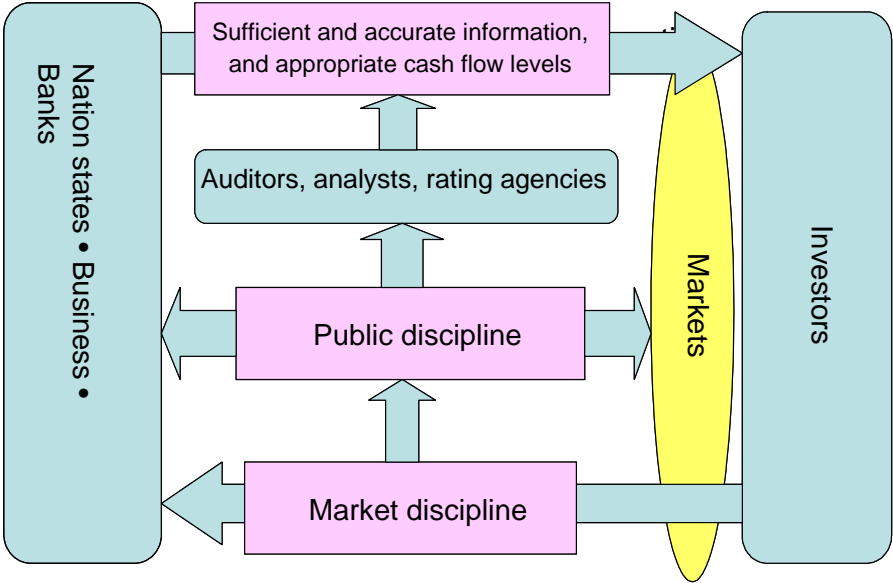 Sufficient and accurate information,
and appropriate cash flow levels
Nation states • Business •
Banks
Auditors, analysts, rating agencies
Investors
Markets
Public discipline
Market discipline